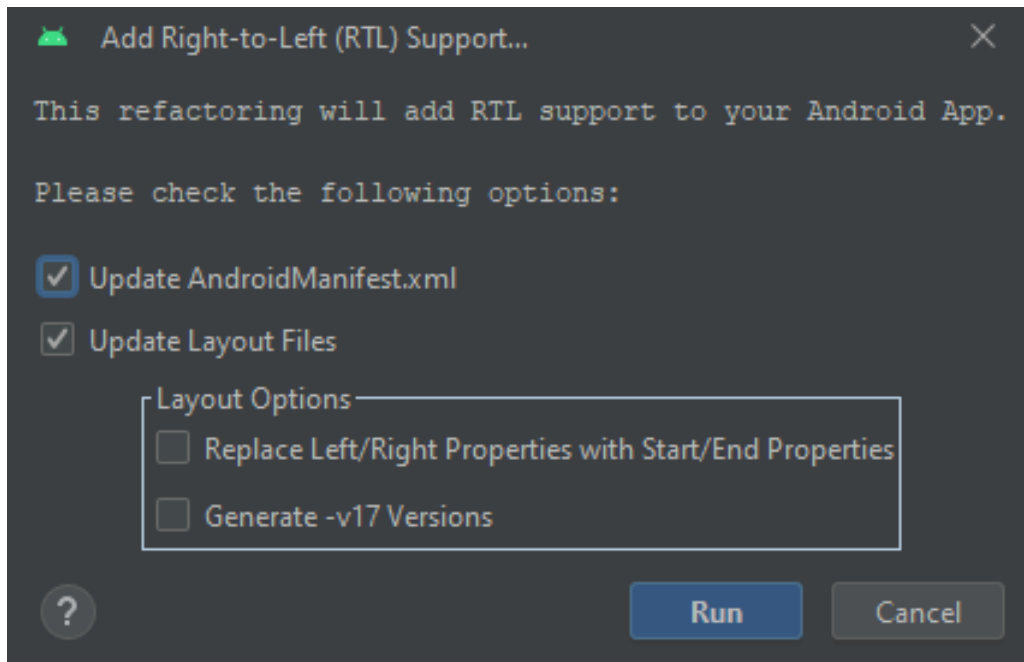 Add Right-to-Left (RTL) Support...
This refactoring will add RTL support to your Android App.
Please check the following options:
Update AndroidManifest.xml
Update Layout Files
Layout Options
Replace Left/Right Properties with Start/End Properties
Generate -v17 Versions
?
Run
Cancel